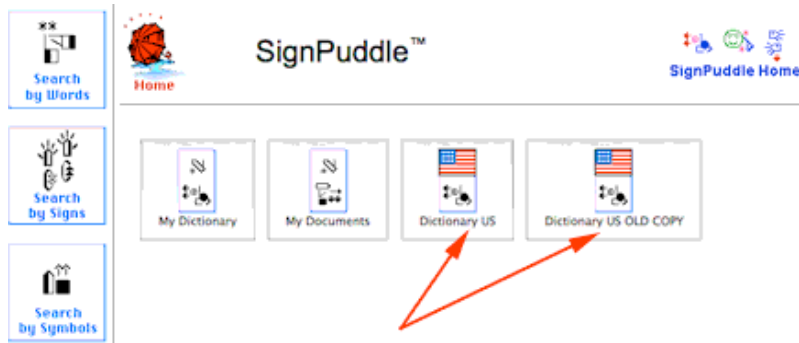 Search
by Words
Search
by Signs
Search
by Symbols
Home
SignPuddle™
SignPuddle Home
My Dictionary
My Documents
Dictionary US
Dictionary US OLD COPY